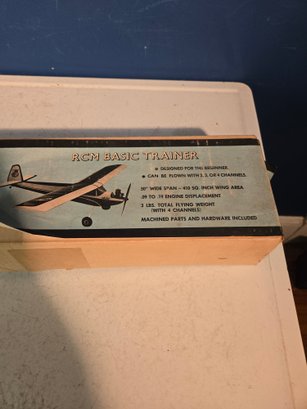 RCM BASIC TRAINER
• DESIGNED FOR THE BEGINNER
• CAN BE FLOWN WITH 2, 3, OR 4 CHANNELS
50" WIDE SPAN – 410 SQ. INCH WING AREA
.09 TO .19 ENGINE DISPLACEMENT
3 LBS. TOTAL FLYING WEIGHT
(WITH 4 CHANNELS)
MACHINED PARTS AND HARDWARE INCLUDED